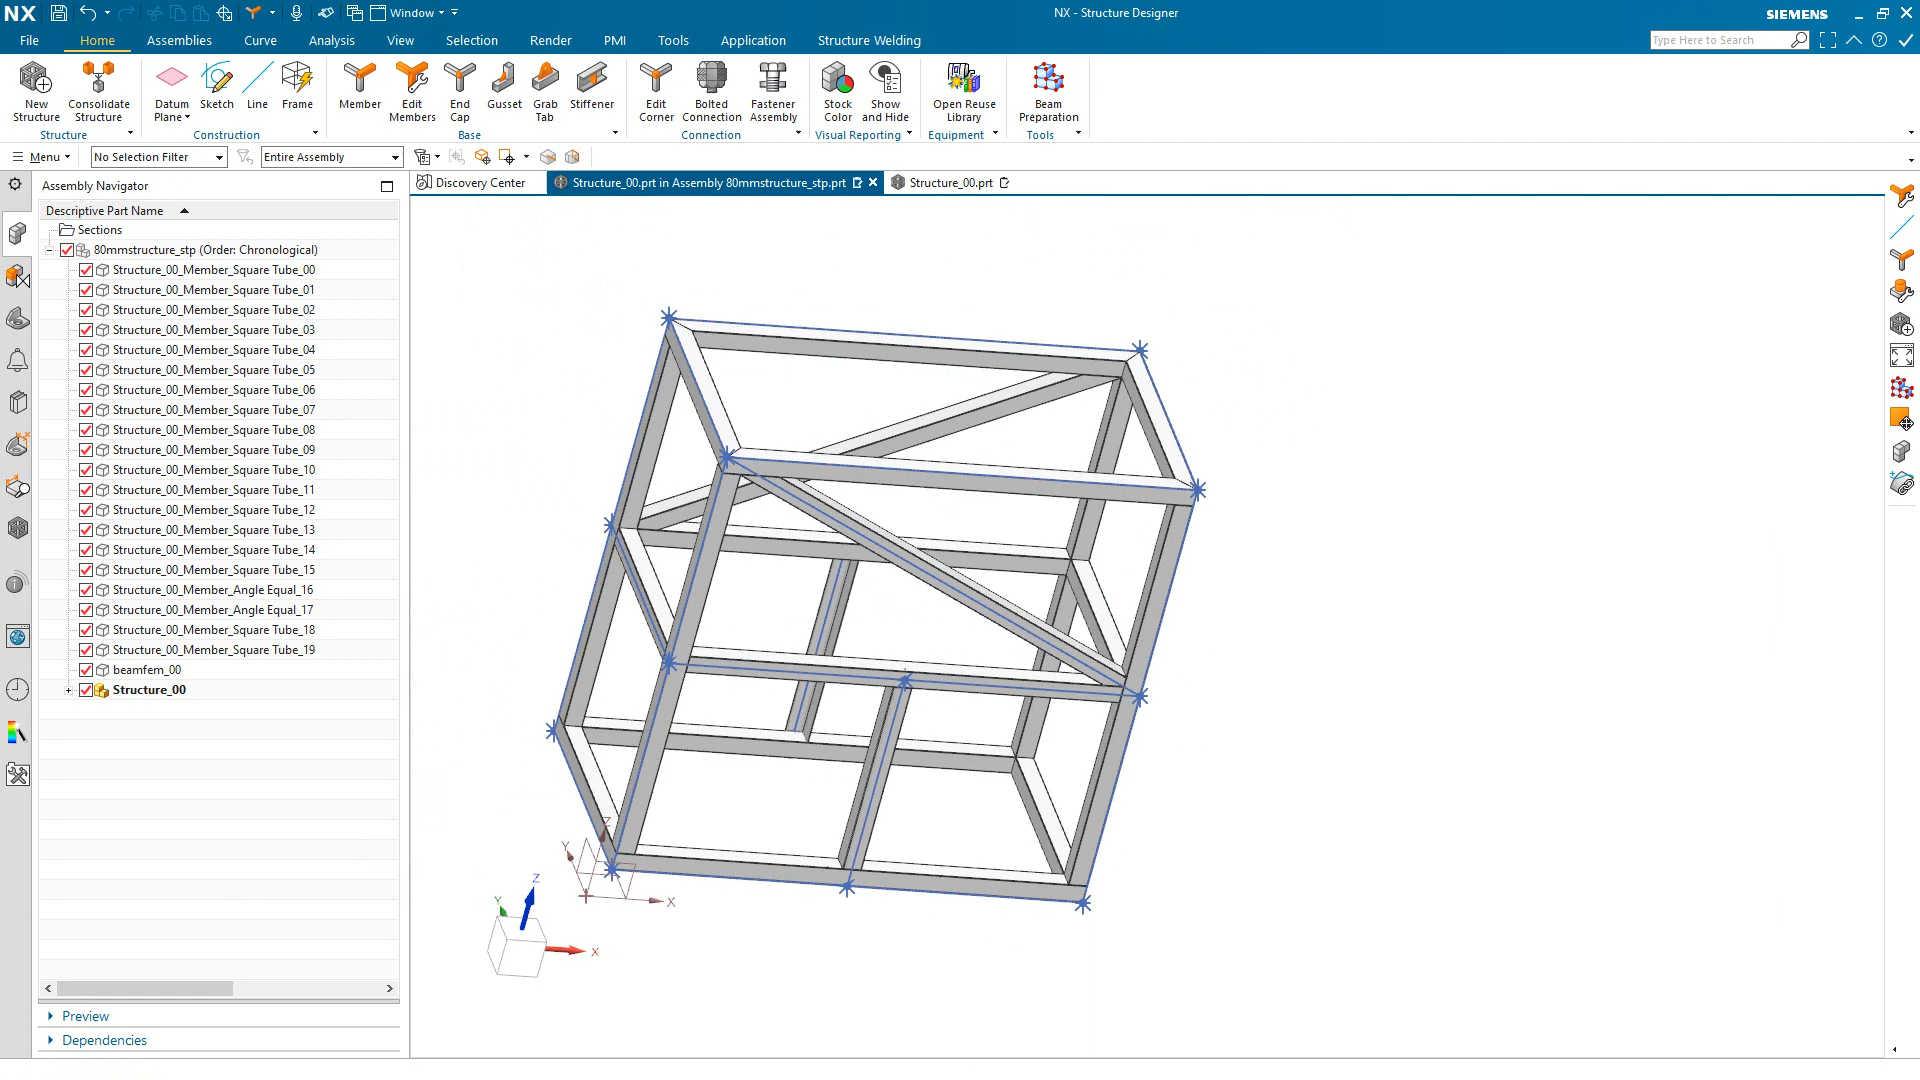 NX
Window
NX - Structure Designer
SIEMENS
File Home Assemblies Curve Analysis View Selection Render PMI Tools Application Structure Welding
Type Here to Search
New Structure
Consolidate Structure
Structure
Datum Plane
Sketch
Line
Frame
Construction
Member
Edit Members
End Cap
Gusset
Grab Tab
Stiffener
Base
Edit Corner
Bolted Connection
Fastener Assembly
Connection
Stock Color
Show and Hide
Visual Reporting
Open Reuse Library
Equipment
Beam Preparation
Tools
Menu
No Selection Filter
Entire Assembly
Assembly Navigator
Discovery Center
Structure_00.prt in Assembly 80mmstructure_stp.prt
Structure_00.prt
Descriptive Part Name
Sections
80mmstructure_stp (Order: Chronological)
Structure_00_Member_Square Tube_00
Structure_00_Member_Square Tube_01
Structure_00_Member_Square Tube_02
Structure_00_Member_Square Tube_03
Structure_00_Member_Square Tube_04
Structure_00_Member_Square Tube_05
Structure_00_Member_Square Tube_06
Structure_00_Member_Square Tube_07
Structure_00_Member_Square Tube_08
Structure_00_Member_Square Tube_09
Structure_00_Member_Square Tube_10
Structure_00_Member_Square Tube_11
Structure_00_Member_Square Tube_12
Structure_00_Member_Square Tube_13
Structure_00_Member_Square Tube_14
Structure_00_Member_Square Tube_15
Structure_00_Member_Angle Equal_16
Structure_00_Member_Angle Equal_17
Structure_00_Member_Square Tube_18
Structure_00_Member_Square Tube_19
beamfem_00
Structure_00
Preview
Dependencies
Z
Y
X
Z
Y
X